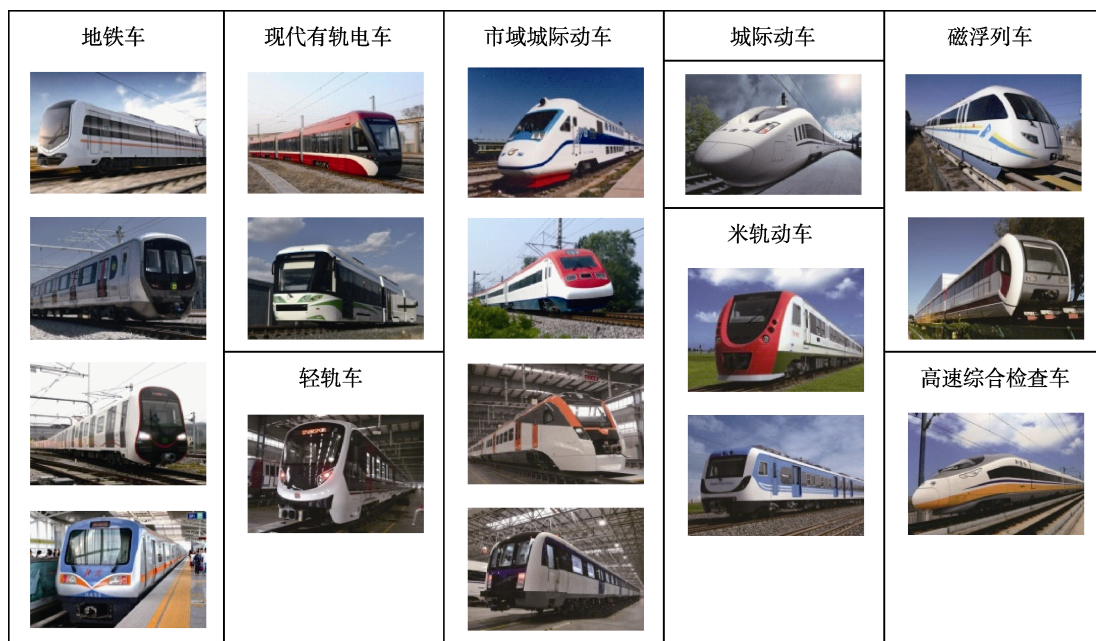 地铁车
现代有轨电车
轻轨车
市域城际动车
城际动车
米轨动车
磁浮列车
高速综合检查车